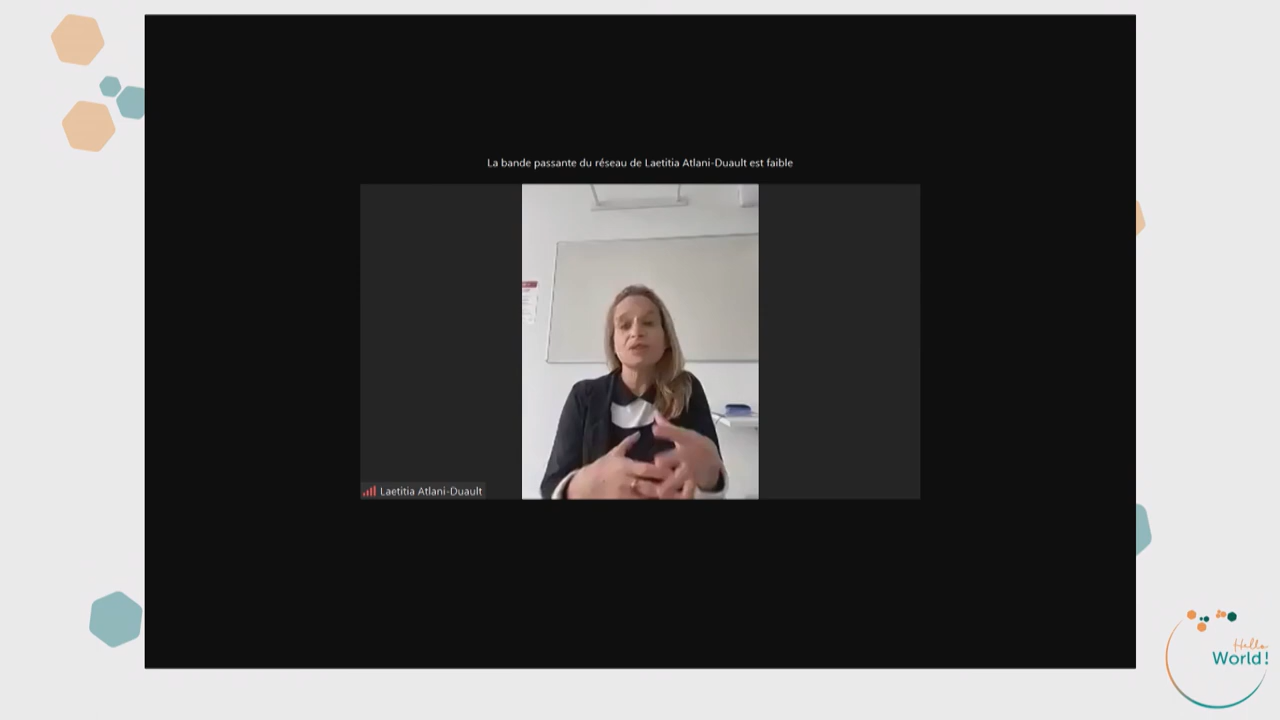 La bande passante du réseau de Laetitia Atlani-Duault est faible
Laetitia Atlani-Duault
Hello
World!